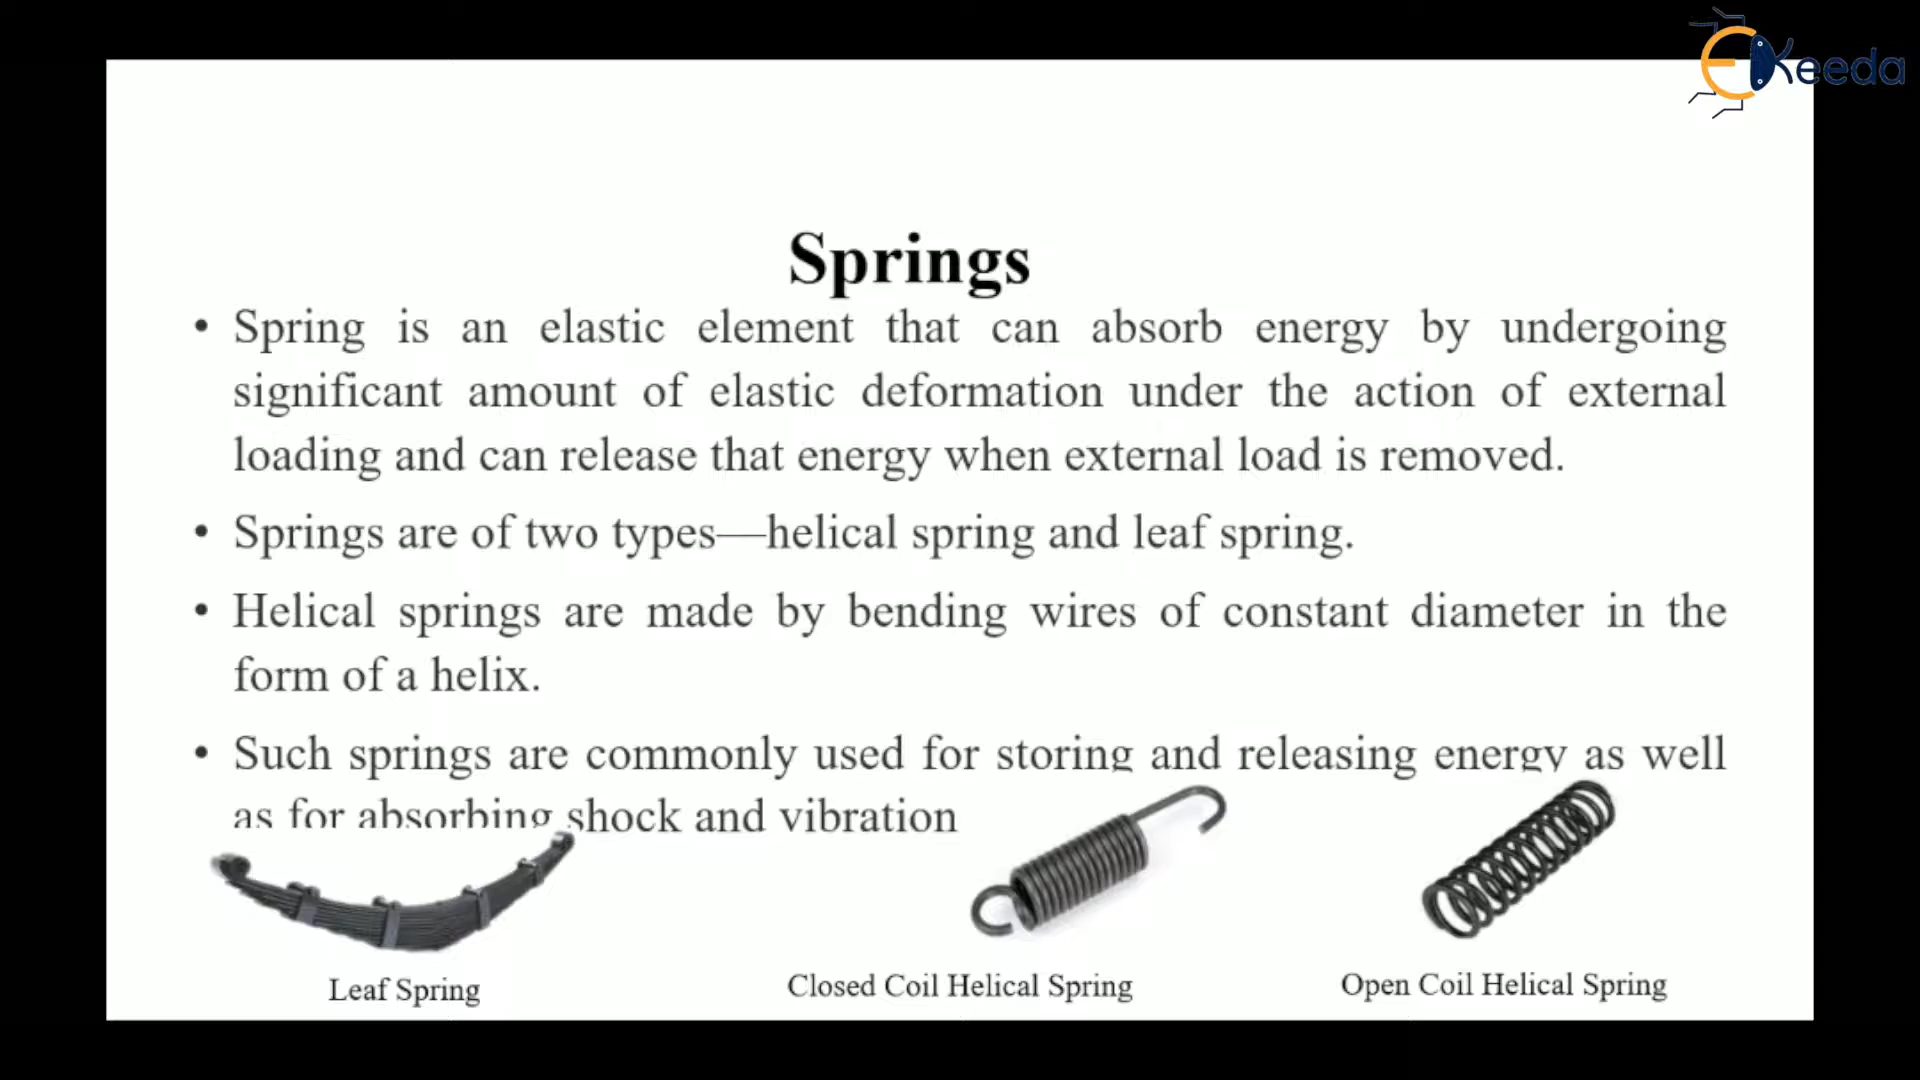 EKeeda
Springs
• Spring is an elastic element that can absorb energy by undergoing
significant amount of elastic deformation under the action of external
loading and can release that energy when external load is removed.
• Springs are of two types—helical spring and leaf spring.
• Helical springs are made by bending wires of constant diameter in the
form of a helix.
• Such springs are commonly used for storing and releasing energy as well
as for absorbing shock and vibration
Leaf Spring
Closed Coil Helical Spring
Open Coil Helical Spring